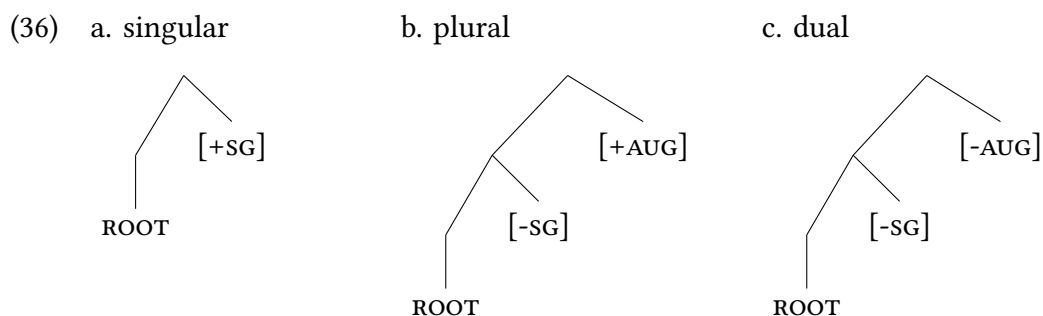 (36) a. singular b. plural c. dual
[+SG] [+AUG] [-AUG]
ROOT [-SG] [-SG]
ROOT ROOT